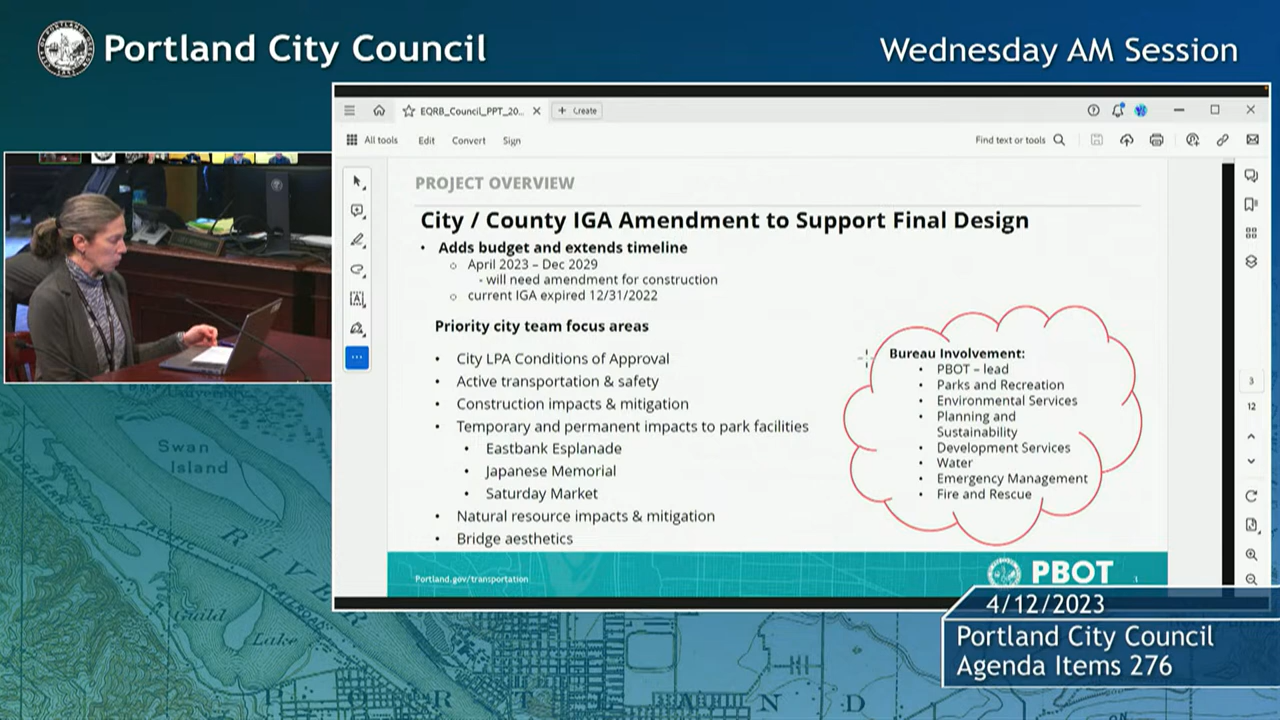 Portland City Council
Wednesday AM Session
EQRB_Council_PPT_20...
Create
All tools
Edit
Convert
Sign
Find text or tools
PROJECT OVERVIEW
City / County IGA Amendment to Support Final Design
• Adds budget and extends timeline
o April 2023 – Dec 2029
- will need amendment for construction
o current IGA expired 12/31/2022
Priority city team focus areas
• City LPA Conditions of Approval
• Active transportation & safety
• Construction impacts & mitigation
• Temporary and permanent impacts to park facilities
• Eastbank Esplanade
• Japanese Memorial
• Saturday Market
• Natural resource impacts & mitigation
• Bridge aesthetics
Bureau Involvement:
• PBOT – lead
• Parks and Recreation
• Environmental Services
• Planning and
Sustainability
• Development Services
• Water
• Emergency Management
• Fire and Rescue
3
12
Portland.gov/transportation
PBOT
1
4/12/2023
Portland City Council
Agenda Items 276
Swan
Island
RIVER
NORTHERN
PACIFIC
RAILROAD
Guild
Lake